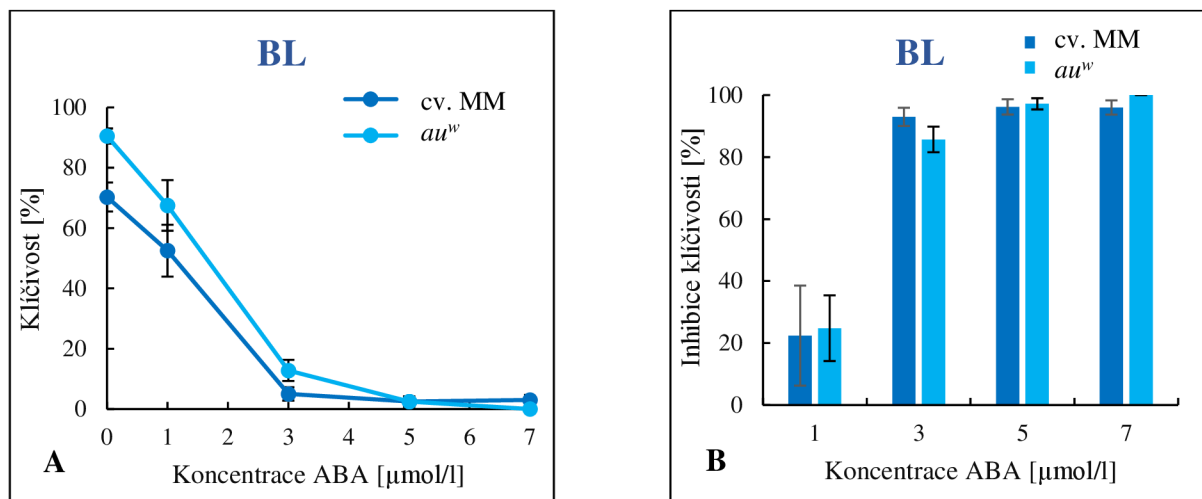 BL
cv. MM
auʷ
Klíčivost [%]
100
80
60
40
20
0
0 1 2 3 4 5 6 7
Koncentrace ABA [µmol/l]
A
BL
cv. MM
auʷ
Inhibice klíčivosti [%]
100
80
60
40
20
0
1 3 5 7
Koncentrace ABA [µmol/l]
B